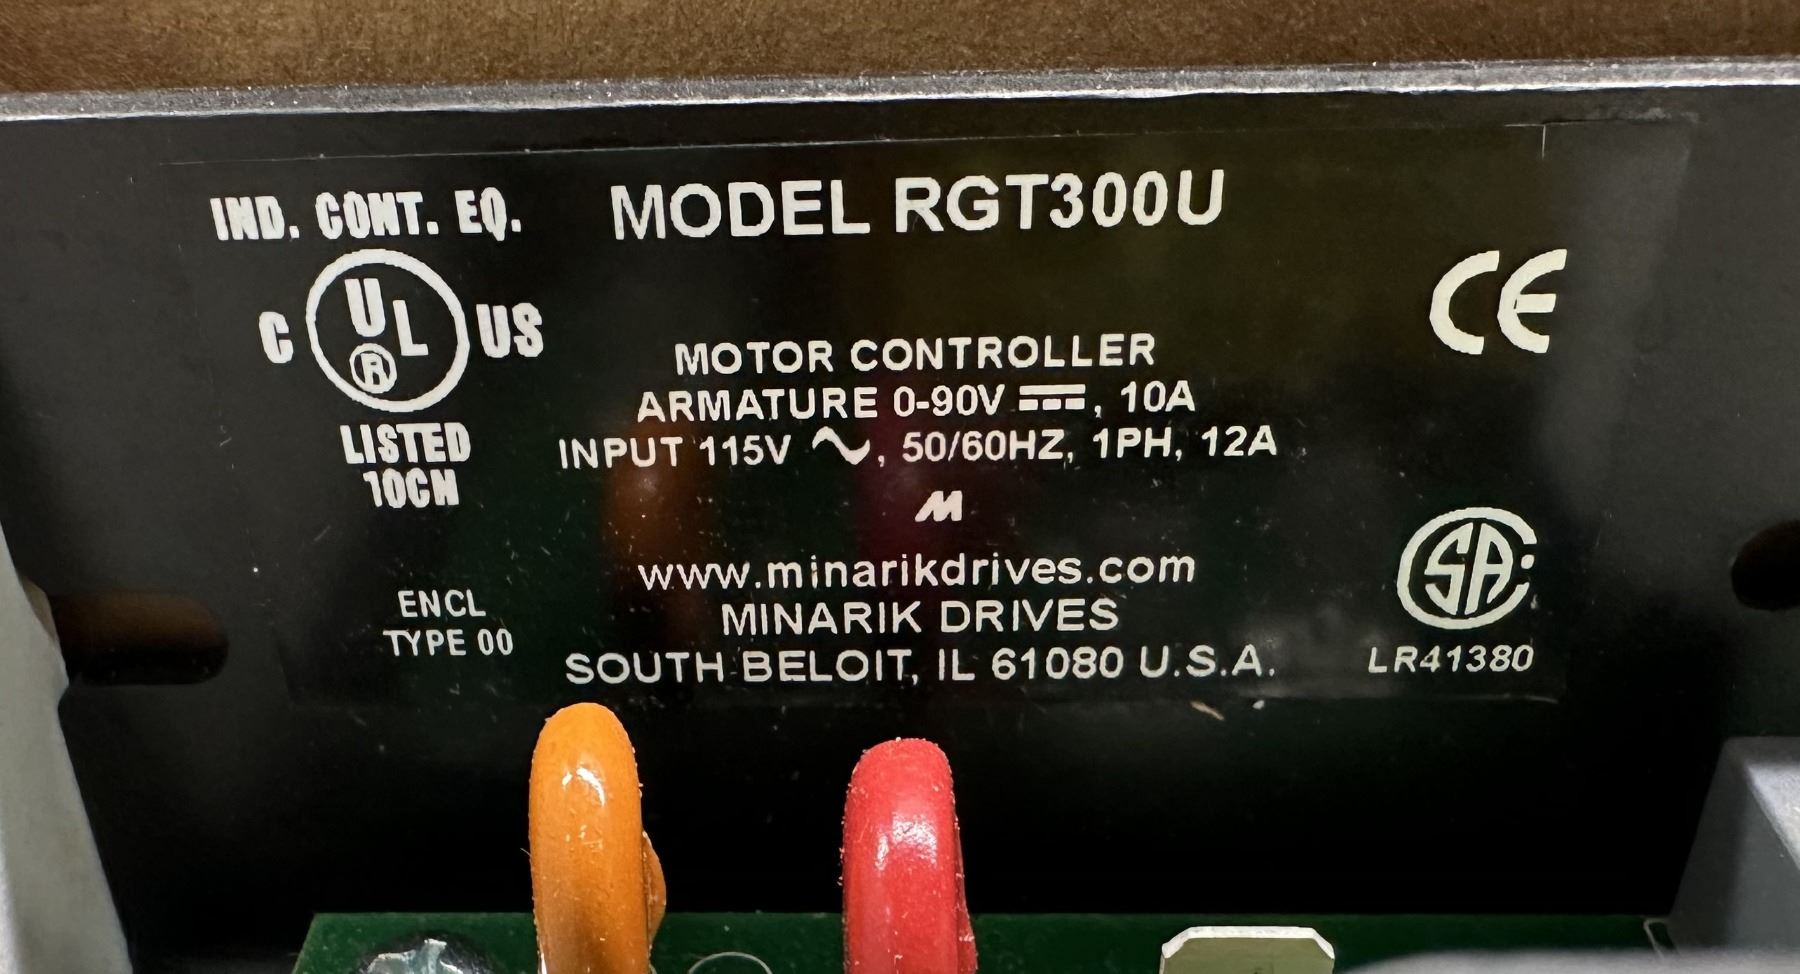 IND. CONT. EQ.
MODEL RGT300U
C UL® US
LISTED
10CN
CE
MOTOR CONTROLLER
ARMATURE 0-90V ⎓, 10A
INPUT 115V ∿, 50/60HZ, 1PH, 12A
M
www.minarikdrives.com
MINARIK DRIVES
SOUTH BELOIT, IL 61080 U.S.A.
ENCL
TYPE 00
CSA
LR41380